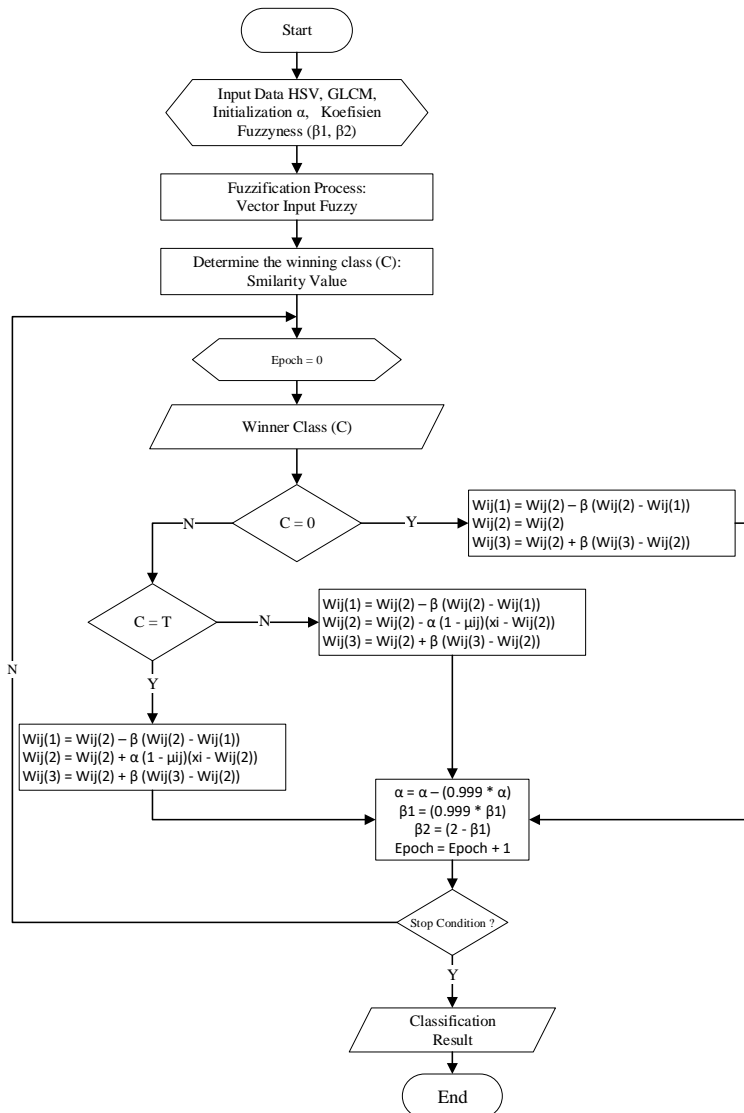 Start
Input Data HSV, GLCM,
Initialization α, Koefisien
Fuzzyness (β1, β2)
Fuzzification Process:
Vector Input Fuzzy
Determine the winning class (C):
Smilarity Value
Epoch = 0
Winner Class (C)
C = 0
N
Y
Wij(1) = Wij(2) – β (Wij(2) - Wij(1))
Wij(2) = Wij(2)
Wij(3) = Wij(2) + β (Wij(3) - Wij(2))
C = T
N
Wij(1) = Wij(2) – β (Wij(2) - Wij(1))
Wij(2) = Wij(2) - α (1 - μij)(xi - Wij(2))
Wij(3) = Wij(2) + β (Wij(3) - Wij(2))
N
Y
Wij(1) = Wij(2) – β (Wij(2) - Wij(1))
Wij(2) = Wij(2) + α (1 - μij)(xi - Wij(2))
Wij(3) = Wij(2) + β (Wij(3) - Wij(2))
α = α – (0.999 * α)
β1 = (0.999 * β1)
β2 = (2 - β1)
Epoch = Epoch + 1
Stop Condition ?
Y
Classification
Result
End